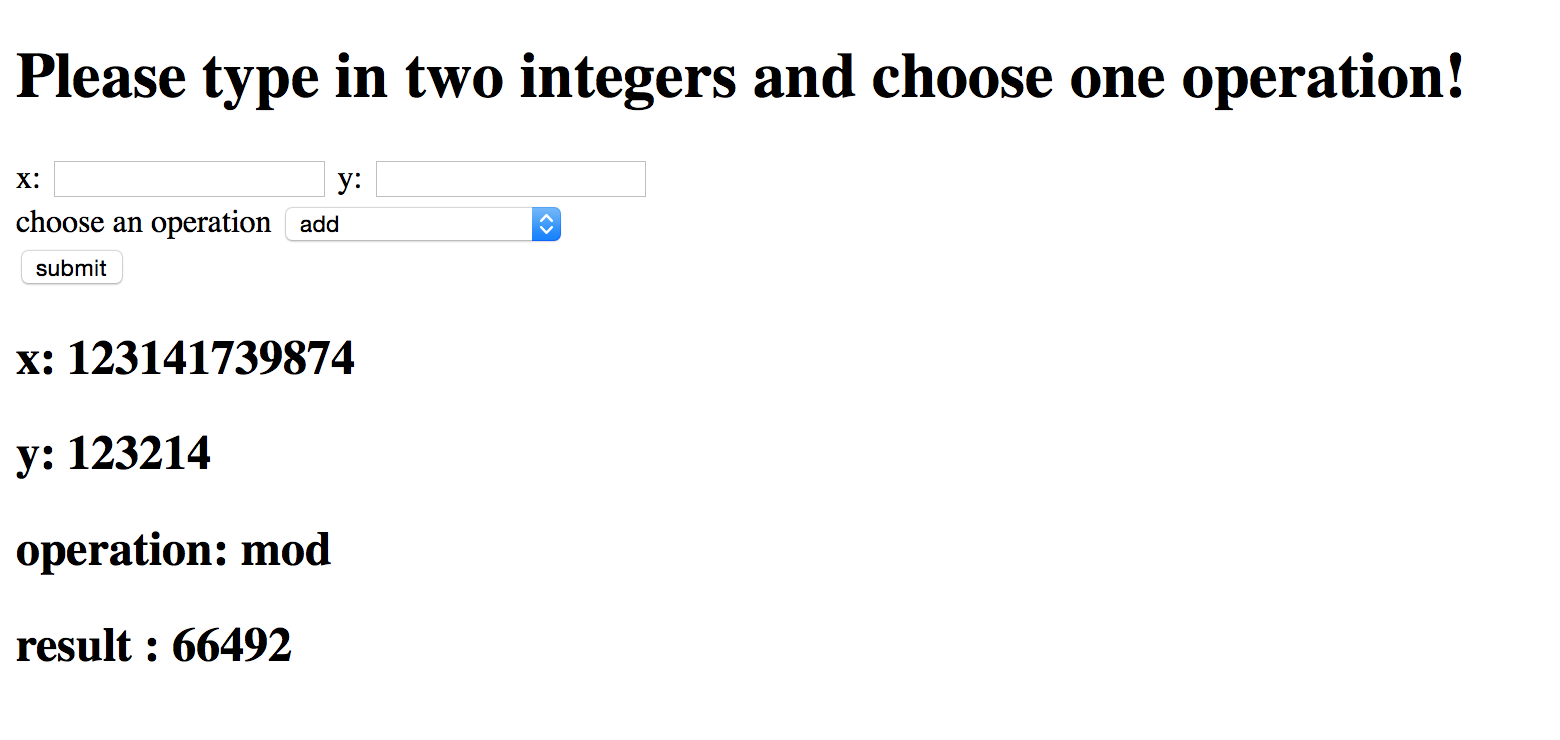 Please type in two integers and choose one operation!
x: y:
choose an operation add
submit
x: 123141739874
y: 123214
operation: mod
result : 66492